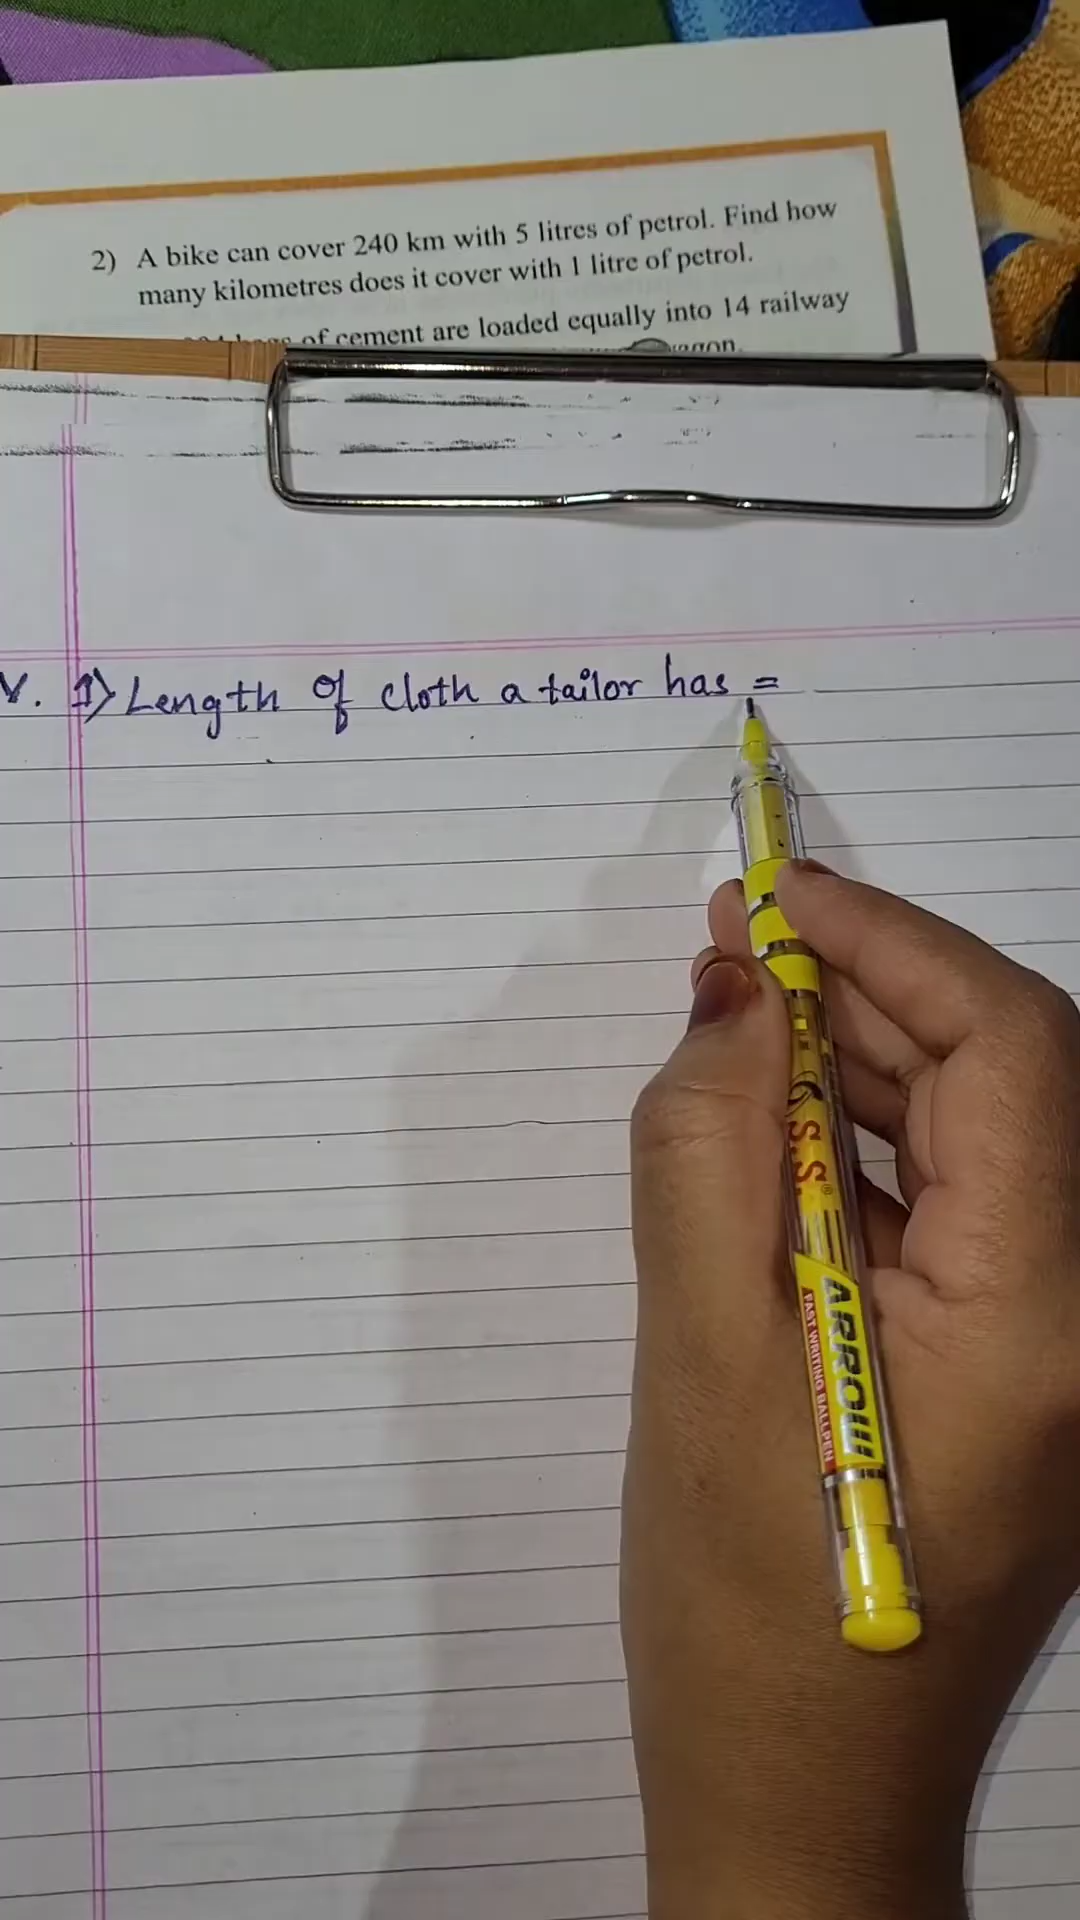 2) A bike can cover 240 km with 5 litres of petrol. Find how
many kilometres does it cover with 1 litre of petrol.
of cement are loaded equally into 14 railway
V. 1) Length of cloth a tailor has =
S.S.
ARROW
FAST WRITING BALLPEN